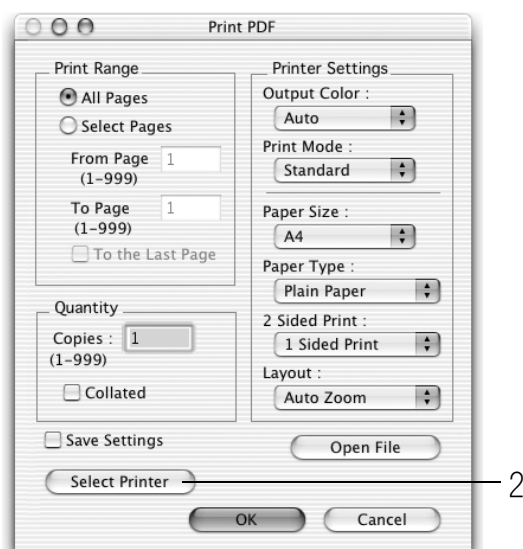 Print PDF
Print Range
All Pages
Select Pages
From Page 1
(1-999)
To Page 1
(1-999)
To the Last Page
Quantity
Copies : 1
(1-999)
Collated
Printer Settings
Output Color :
Auto
Print Mode :
Standard
Paper Size :
A4
Paper Type :
Plain Paper
2 Sided Print :
1 Sided Print
Layout :
Auto Zoom
Save Settings
Open File
Select Printer
2
OK
Cancel